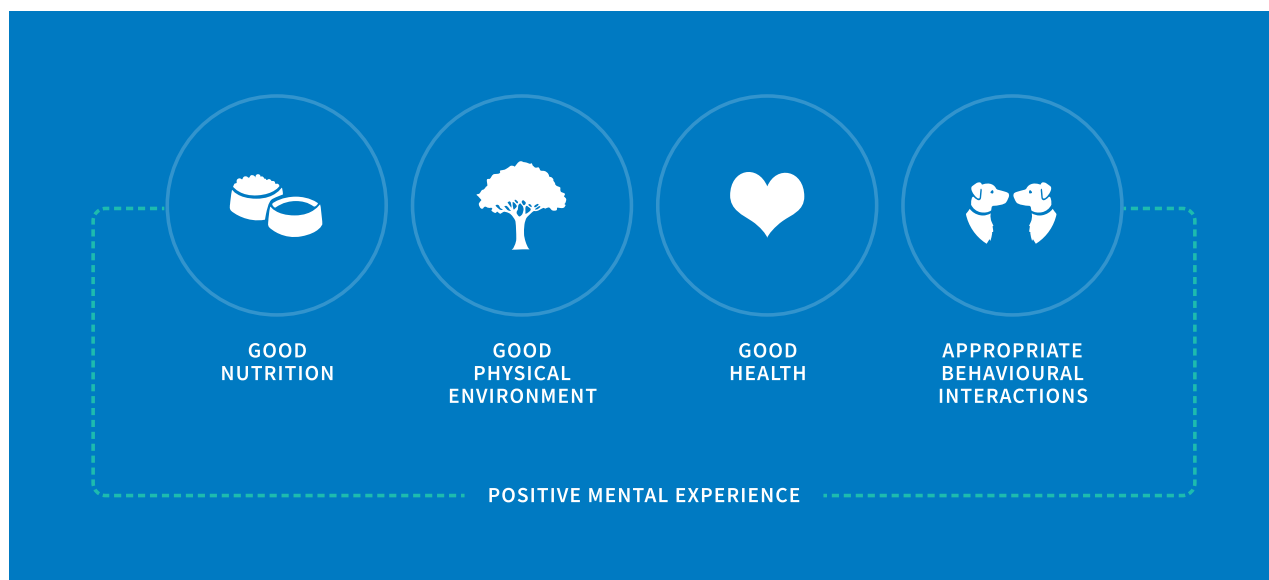 GOOD
NUTRITION
GOOD
PHYSICAL
ENVIRONMENT
GOOD
HEALTH
APPROPRIATE
BEHAVIOURAL
INTERACTIONS
POSITIVE MENTAL EXPERIENCE